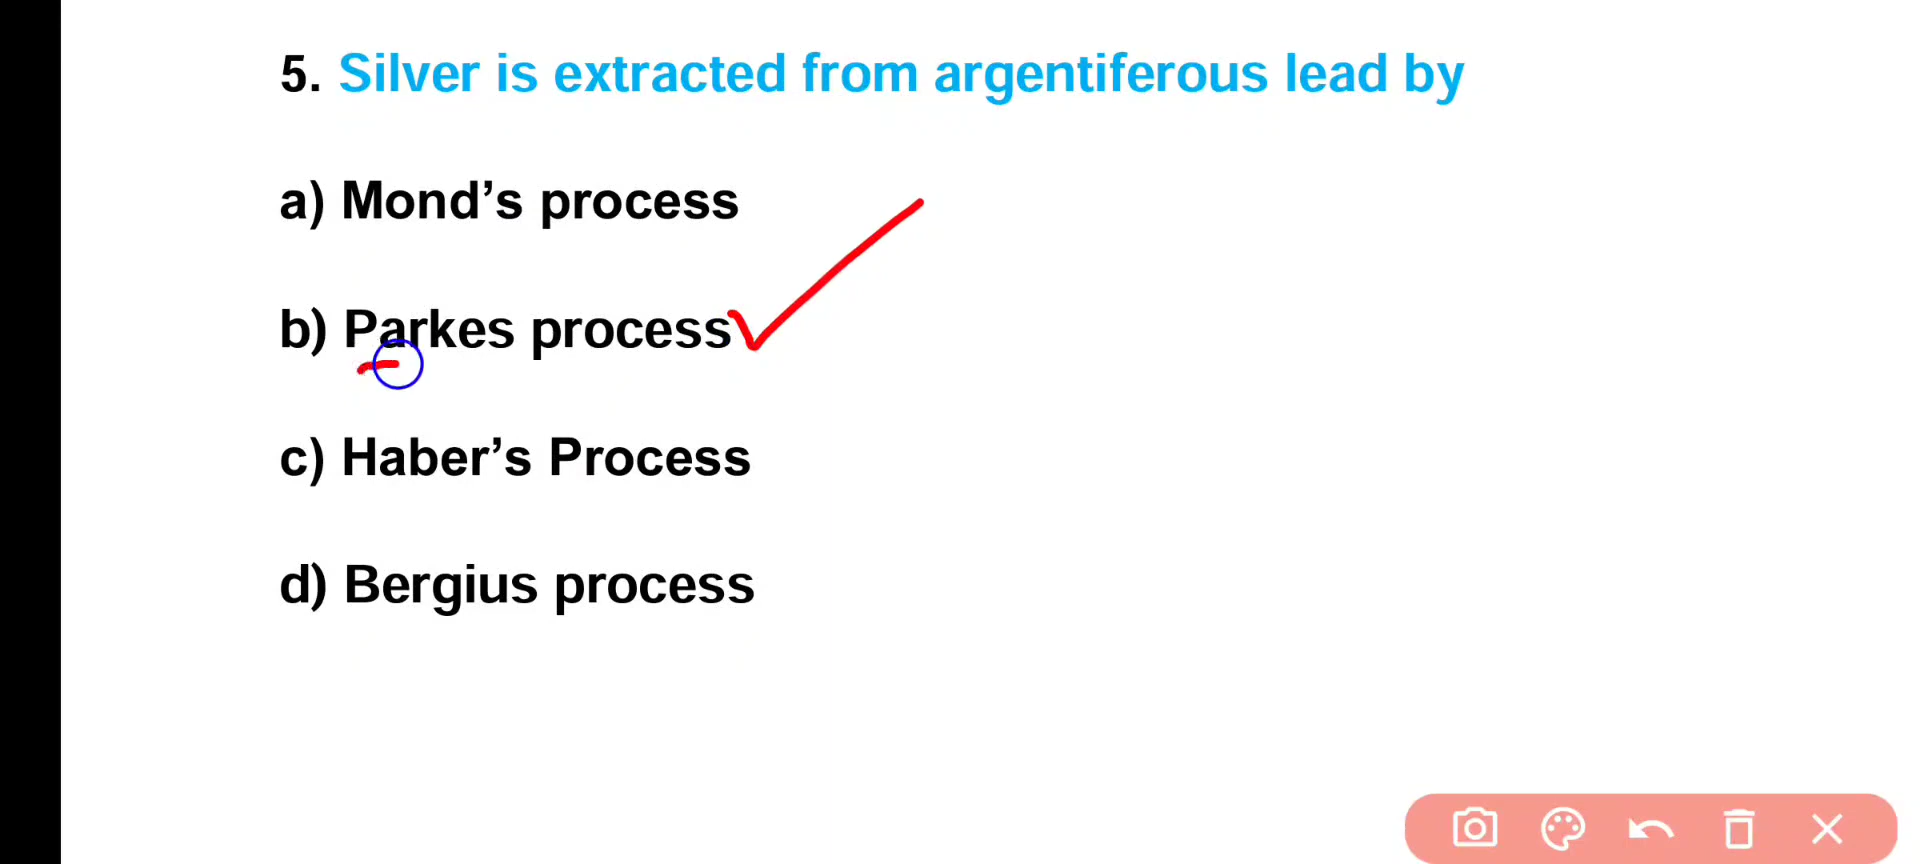 5. Silver is extracted from argentiferous lead by
a) Mond’s process
b) Parkes process
c) Haber’s Process
d) Bergius process